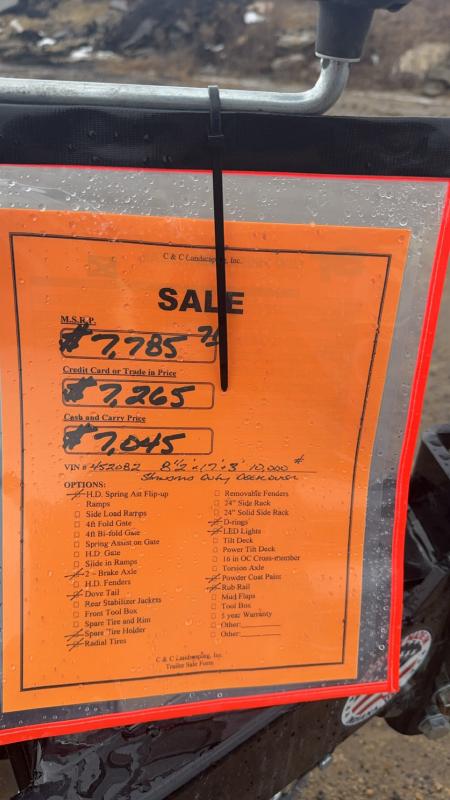 C & C Landscaping, Inc.
SALE
M.S.R.P.
#7,785
Credit Card or Trade in Price
#7,265
Cash and Carry Price
#7,045
VIN # 452082 8 1/2' x 17' + 3' 10,000 #
Deckover
OPTIONS:
H.D. Spring Ast Flip-up
Ramps
Side Load Ramps
4ft Fold Gate
4ft Bi-fold Gate
Spring Assist on Gate
H.D. Gate
Slide in Ramps
2 - Brake Axle
H.D. Fenders
Dove Tail
Rear Stabilizer Jackets
Front Tool Box
Spare Tire and Rim
Spare Tire Holder
Radial Tires
Removable Fenders
24" Side Rack
24" Solid Side Rack
D-rings
LED Lights
Tilt Deck
Power Tilt Deck
16 in OC Cross-member
Torsion Axle
Powder Coat Paint
Rub Rail
Mud Flaps
Tool Box
5 year Warranty
Other:
Other:
C & C Landscaping, Inc.
Trailer Sale Form